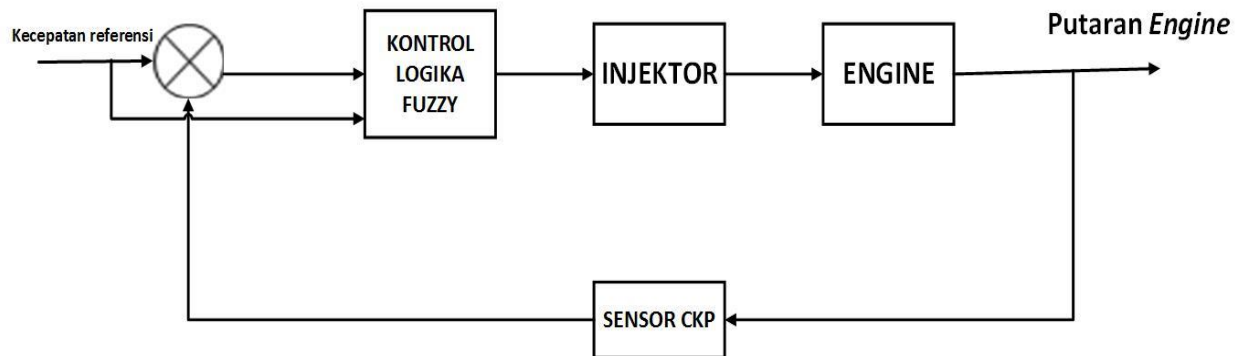 Putaran Engine
Kecepatan referensi
KONTROL
LOGIKA
FUZZY
INJEKTOR
ENGINE
SENSOR CKP